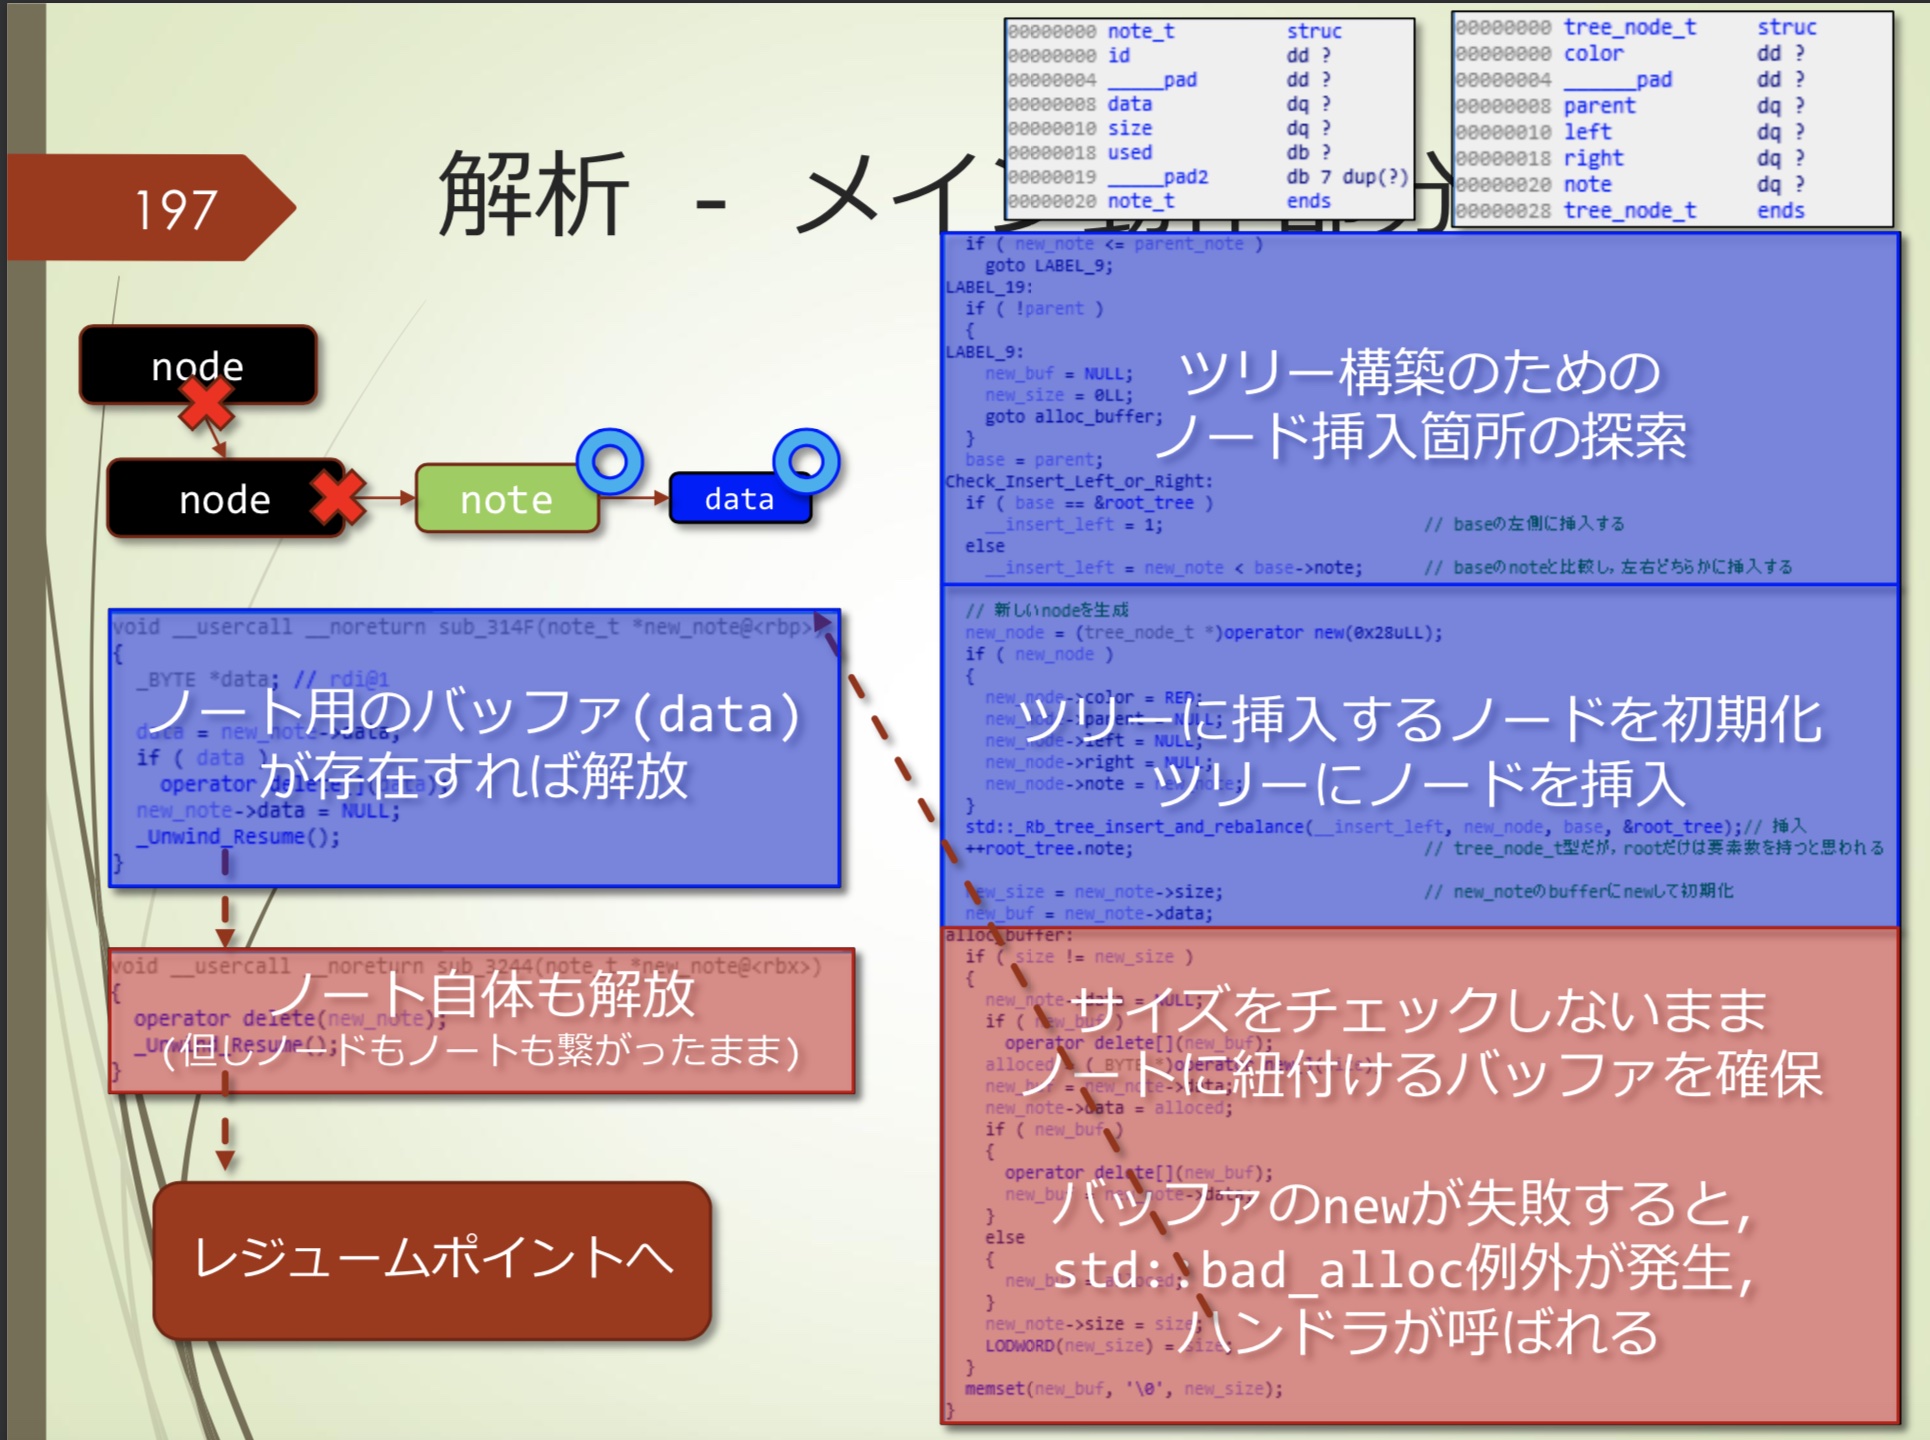 197
解析 - メイン動作部分
00000000 note_t struc
00000000 id dd ?
00000004 _____pad dd ?
00000008 data dq ?
00000010 size dq ?
00000018 used db ?
00000019 _____pad2 db 7 dup(?)
00000020 note_t ends
00000000 tree_node_t struc
00000000 color dd ?
00000004 ______pad dd ?
00000008 parent dq ?
00000010 left dq ?
00000018 right dq ?
00000020 note dq ?
00000028 tree_node_t ends
node
node
note
data
void __usercall __noreturn sub_314F(note_t *new_note@<rbp>)
{
_BYTE *data; // rdi@1
data = new_note->data;
if ( data )
operator delete[](data);
new_note->data = NULL;
_Unwind_Resume();
}
ノート用のバッファ(data)
が存在すれば解放
void __usercall __noreturn sub_3244(note_t *new_note@<rbx>)
{
operator delete(new_note);
_Unwind_Resume();
}
ノート自体も解放
(但しノードもノートも繋がったまま)
レジュームポイントへ
if ( new_note <= parent_note )
goto LABEL_9;
LABEL_19:
if ( !parent )
{
LABEL_9:
new_buf = NULL;
new_size = 0LL;
goto alloc_buffer;
}
base = parent;
Check_Insert_Left_or_Right:
if ( base == &root_tree )
__insert_left = 1; // baseの左側に挿入する
else
__insert_left = new_note < base->note; // baseのnoteと比較し,左右どちらかに挿入する
ツリー構築のための
ノード挿入箇所の探索
// 新しいnodeを生成
new_node = (tree_node_t *)operator new(0x28uLL);
if ( new_node )
{
new_node->color = RED;
new_node->parent = NULL;
new_node->left = NULL;
new_node->right = NULL;
new_node->note = new_note;
}
std::_Rb_tree_insert_and_rebalance(__insert_left, new_node, base, &root_tree);// 挿入
++root_tree.note; // tree_node_t型だが,rootだけは要素数を持つと思われる
new_size = new_note->size; // new_noteのbufferにnewして初期化
new_buf = new_note->data;
ツリーに挿入するノードを初期化
ツリーにノードを挿入
alloc_buffer:
if ( size != new_size )
{
new_note->data = NULL;
if ( new_buf )
operator delete[](new_buf);
alloced = (_BYTE *)operator new[](size);
new_buf = new_note->data;
new_note->data = alloced;
if ( new_buf )
{
operator delete[](new_buf);
new_buf = new_note->data;
}
else
{
new_buf = alloced;
}
new_note->size = size;
LODWORD(new_size) = size;
}
memset(new_buf, '\0', new_size);
}
サイズをチェックしないまま
ノートに紐付けるバッファを確保
バッファのnewが失敗すると,
std::bad_alloc例外が発生,
ハンドラが呼ばれる